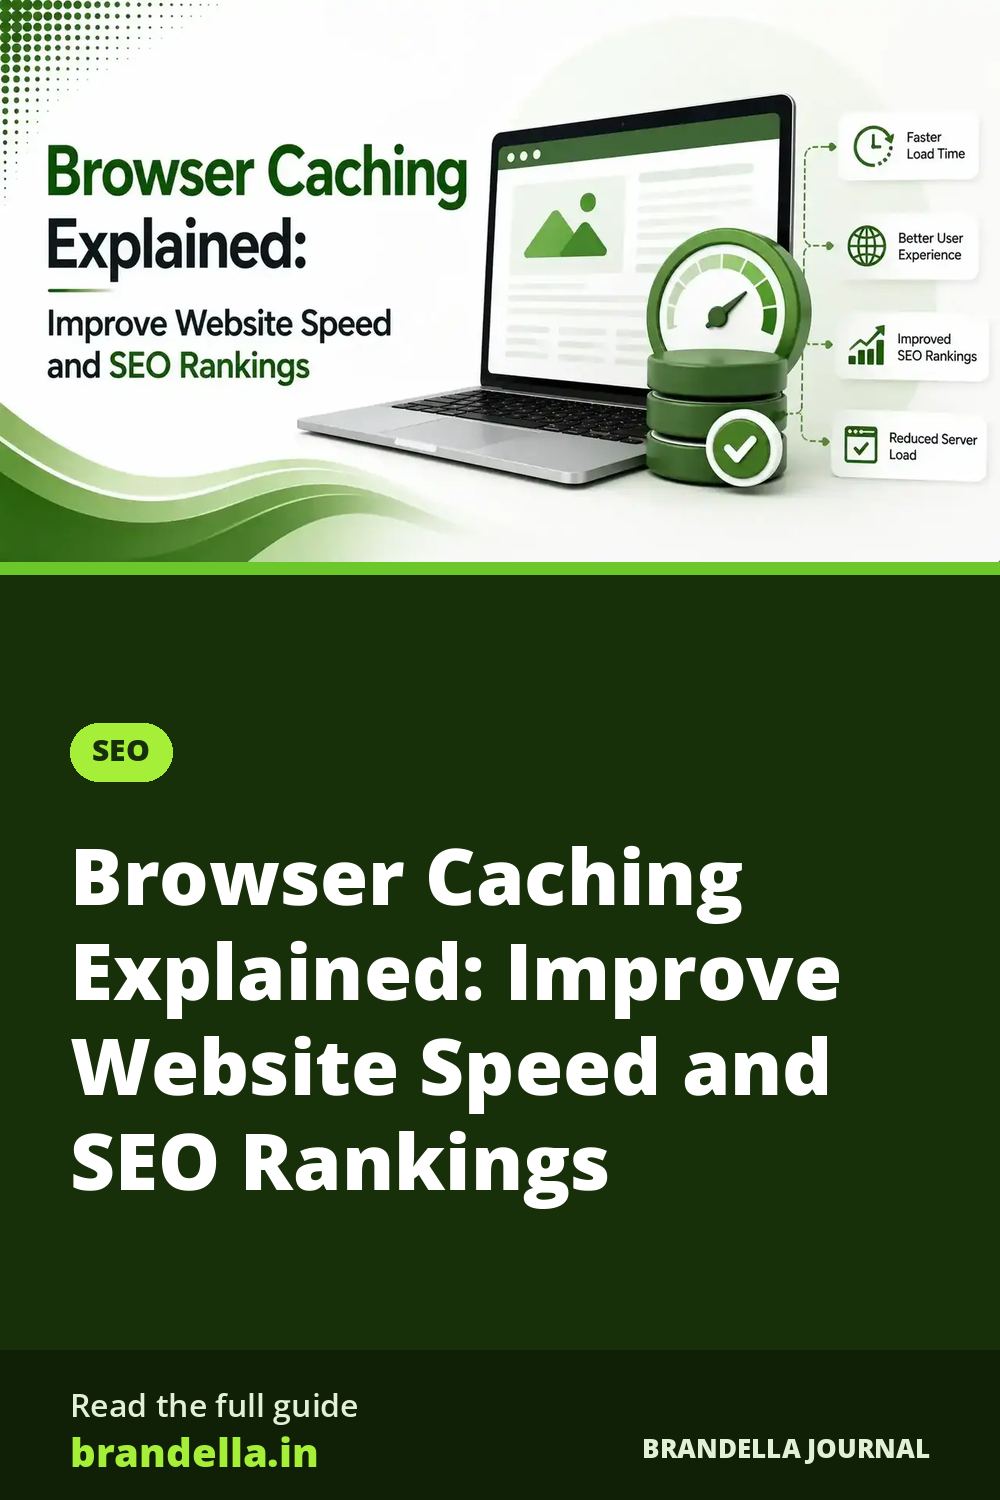 Browser Caching
Explained:
Improve Website Speed
and SEO Rankings
Faster
Load Time
Better User
Experience
Improved
SEO Rankings
Reduced Server
Load
SEO
Browser Caching
Explained: Improve
Website Speed and
SEO Rankings
Read the full guide
brandella.in
BRANDELLA JOURNAL